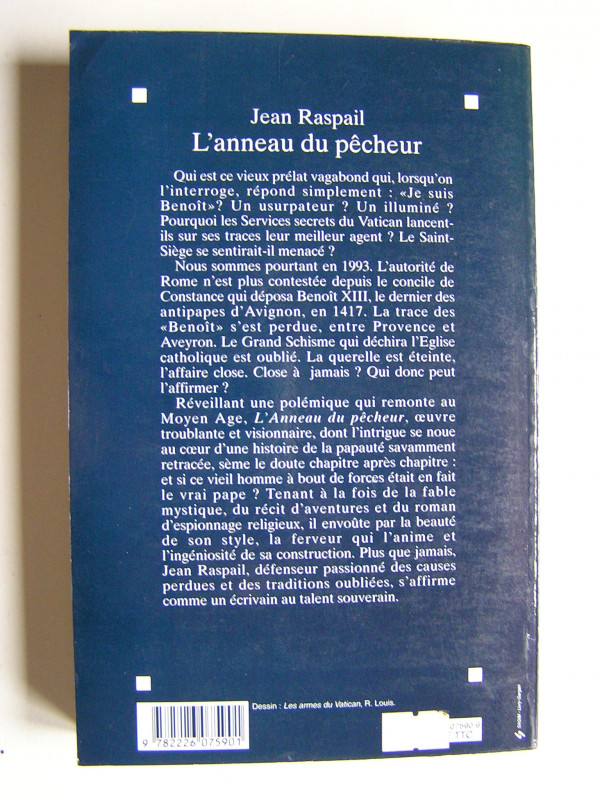 Jean Raspail
L'anneau du pêcheur
Qui est ce vieux prélat vagabond qui, lorsqu'on
l'interroge, répond simplement : «Je suis
Benoît»? Un usurpateur ? Un illuminé ?
Pourquoi les Services secrets du Vatican lancent-
ils sur ses traces leur meilleur agent ? Le Saint-
Siège se sentirait-il menacé ?
Nous sommes pourtant en 1993. L'autorité de
Rome n'est plus contestée depuis le concile de
Constance qui déposa Benoît XIII, le dernier des
antipapes d'Avignon, en 1417. La trace des
«Benoît» s'est perdue, entre Provence et
Aveyron. Le Grand Schisme qui déchira l'Eglise
catholique est oublié. La querelle est éteinte,
l'affaire close. Close à jamais ? Qui donc peut
l'affirmer ?
Réveillant une polémique qui remonte au
Moyen Age, L'Anneau du pêcheur, œuvre
troublante et visionnaire, dont l'intrigue se noue
au cœur d'une histoire de la papauté savamment
retracée, sème le doute chapitre après chapitre :
et si ce vieil homme à bout de forces était en fait
le vrai pape ? Tenant à la fois de la fable
mystique, du récit d'aventures et du roman
d'espionnage religieux, il envoûte par la beauté
de son style, la ferveur qui l'anime et
l'ingéniosité de sa construction. Plus que jamais,
Jean Raspail, défenseur passionné des causes
perdues et des traditions oubliées, s'affirme
comme un écrivain au talent souverain.
Dessin : Les armes du Vatican, R. Louis.
9 782226 075901
TTC